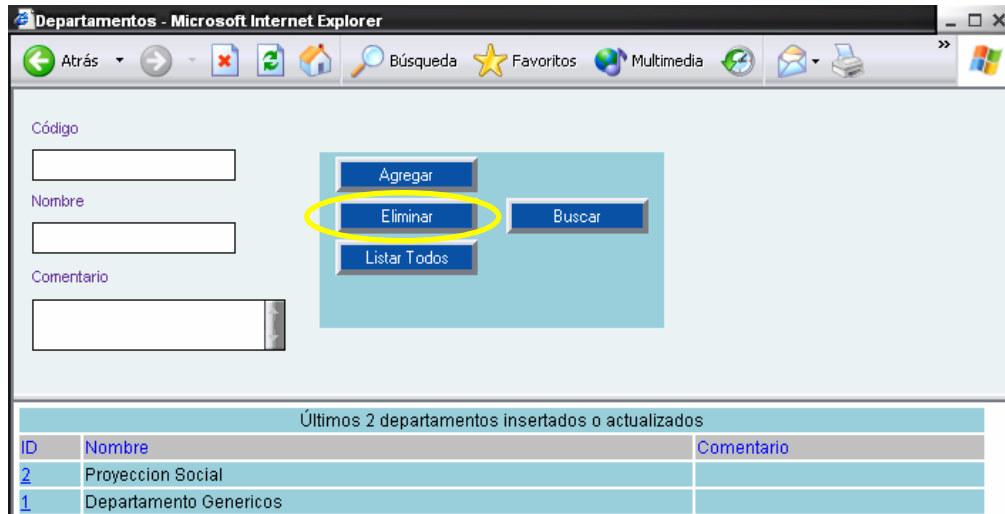 Departamentos - Microsoft Internet Explorer
Atrás Búsqueda Favoritos Multimedia »
Código
Nombre
Comentario
Agregar
Eliminar Buscar
Listar Todos
Últimos 2 departamentos insertados o actualizados
ID Nombre Comentario
2 Proyeccion Social
1 Departamento Genericos